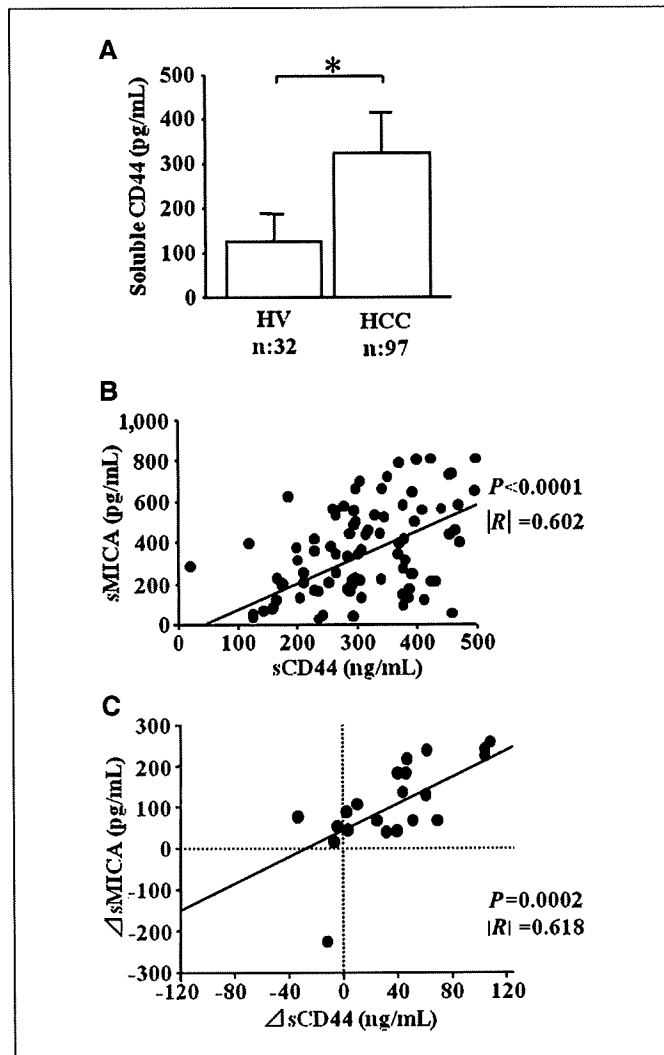 A
*
Soluble CD44 (pg/mL)
500
400
300
200
100
0
HV
HCC
n:32
n:97
B
sMICA (pg/mL)
1,000
800
600
400
200
0
P<0.0001
|R| =0.602
0
100
200
300
400
500
sCD44 (ng/mL)
C
⊿sMICA (pg/mL)
300
200
100
0
-100
-200
-300
P=0.0002
|R| =0.618
-120
-80
-40
0
40
80
120
⊿sCD44 (ng/mL)